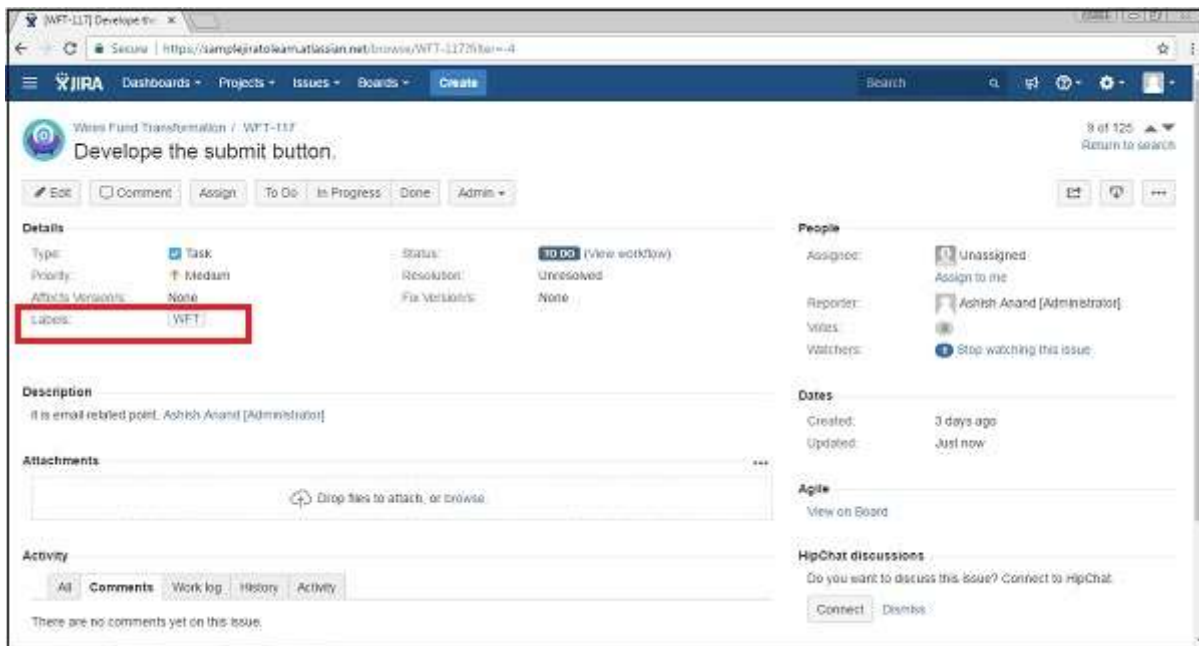 [WFT-117] Develope the
Secure | https://samplejiratolearn.atlassian.net/browse/WFT-117?filter=-4
JIRA Dashboards Projects Issues Boards Create Search
Wires Fund Transformation / WFT-117
Develope the submit button.
9 of 125
Return to search
Edit Comment Assign To Do In Progress Done Admin
Details
Type: Task
Priority: Medium
Affects Version/s: None
Labels: WFT
Status: TO DO (View workflow)
Resolution: Unresolved
Fix Version/s: None
Description
it is email related point. Ashish Anand [Administrator]
Attachments
Drop files to attach, or browse.
Activity
All Comments Work log History Activity
There are no comments yet on this issue.
People
Assignee: Unassigned
Assign to me
Reporter: Ashish Anand [Administrator]
Votes: 0
Watchers: 1 Stop watching this issue
Dates
Created: 3 days ago
Updated: Just now
Agile
View on Board
HipChat discussions
Do you want to discuss this issue? Connect to HipChat.
Connect Dismiss